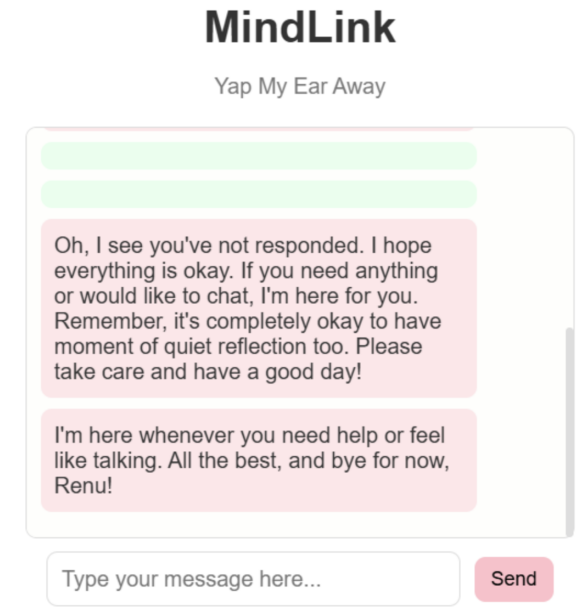 MindLink
Yap My Ear Away
Oh, I see you've not responded. I hope
everything is okay. If you need anything
or would like to chat, I'm here for you.
Remember, it's completely okay to have
moment of quiet reflection too. Please
take care and have a good day!
I'm here whenever you need help or feel
like talking. All the best, and bye for now,
Renu!
Type your message here...
Send